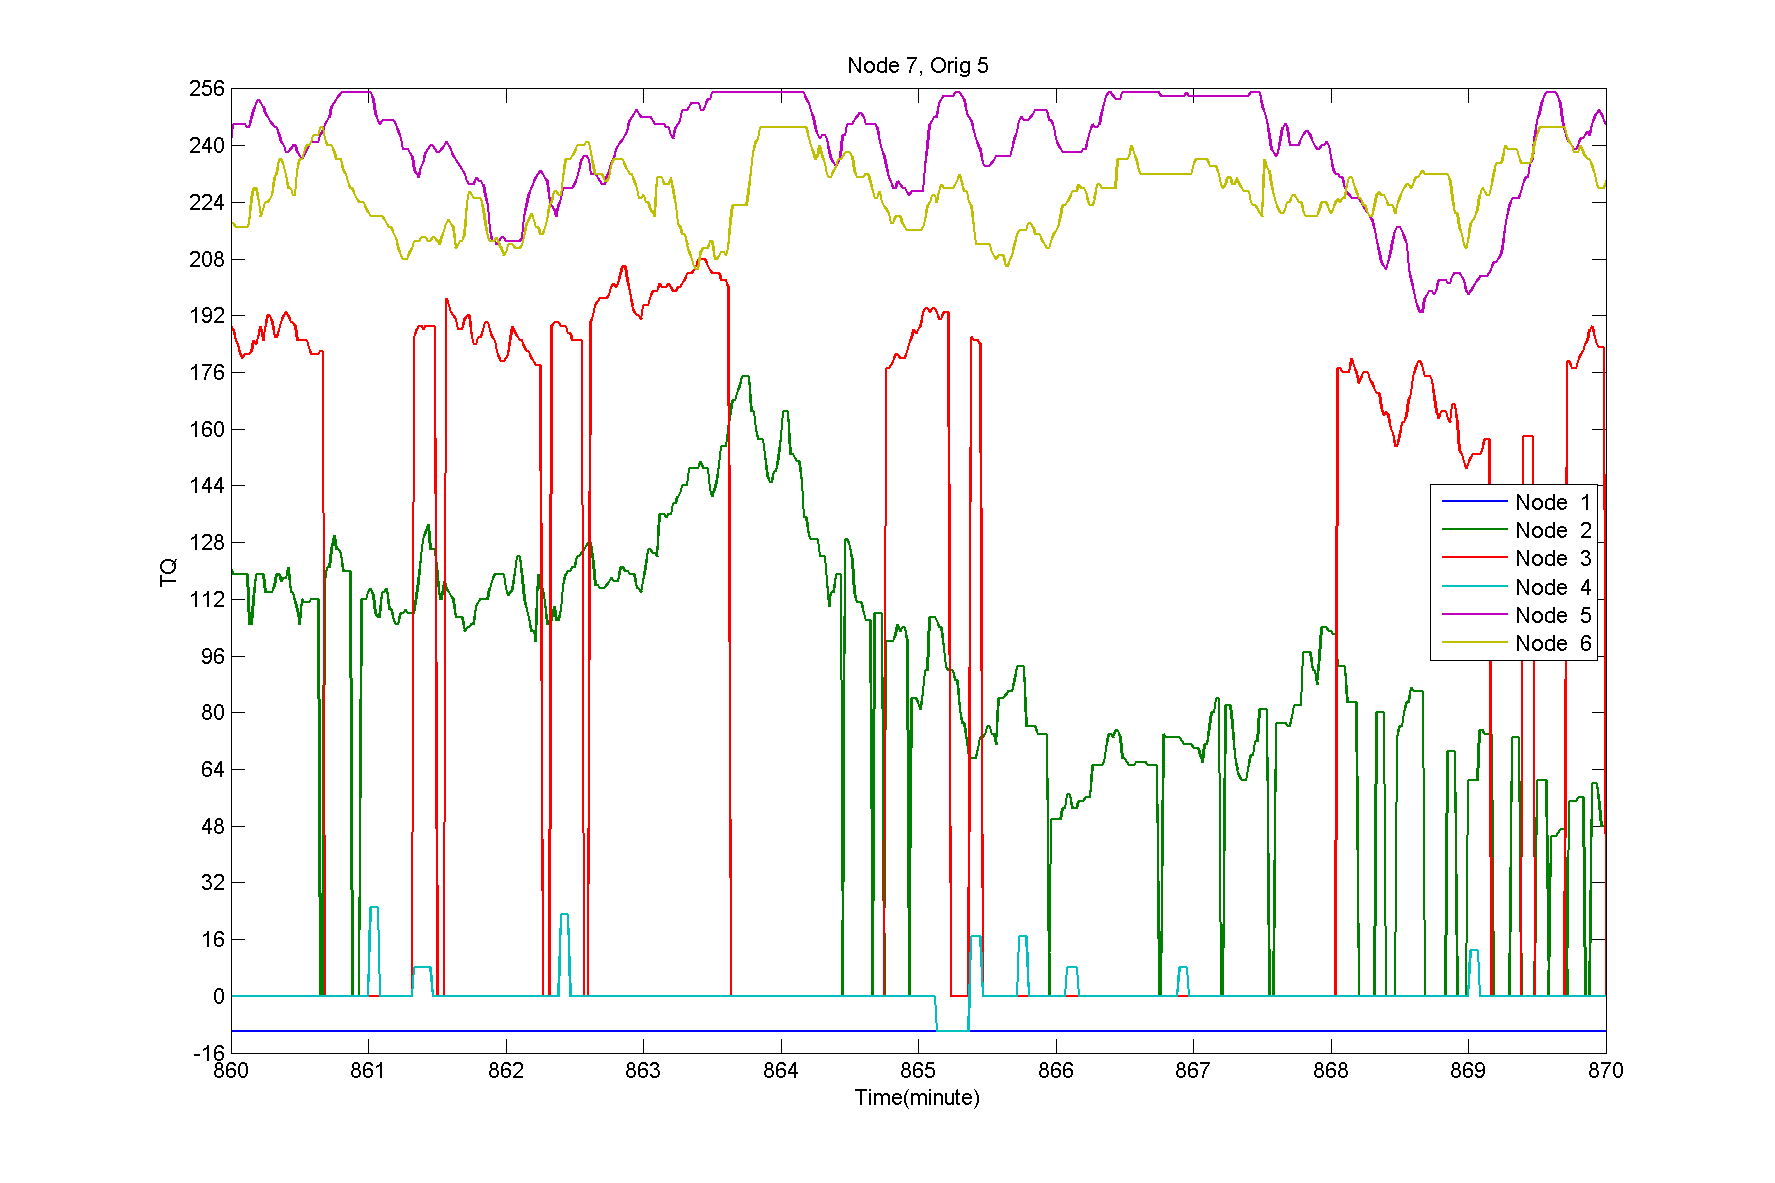 Node 7, Orig 5
256
240
224
208
192
176
160
144
128
112
96
80
64
48
32
16
0
-16
TQ
Node 1
Node 2
Node 3
Node 4
Node 5
Node 6
860 861 862 863 864 865 866 867 868 869 870
Time(minute)